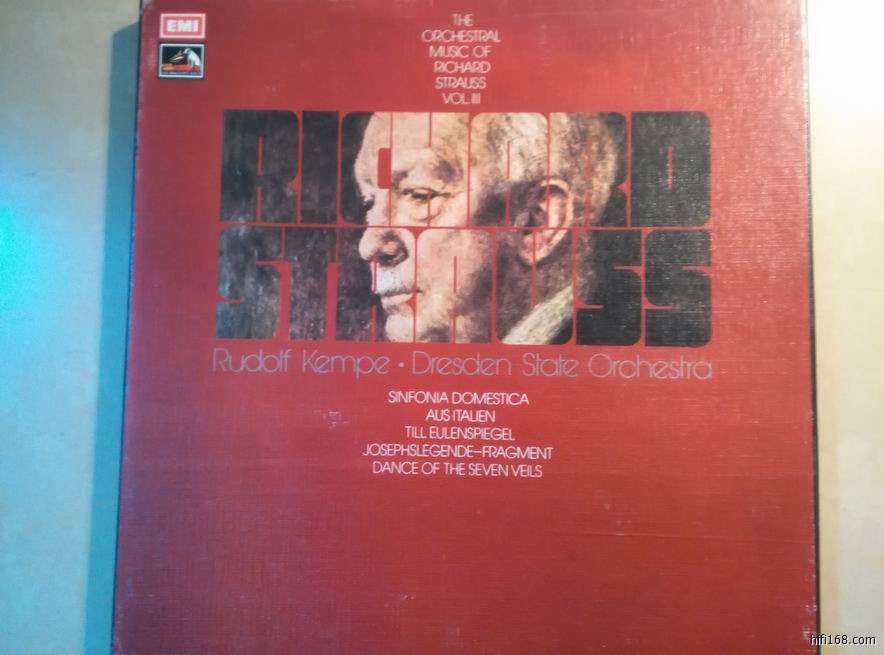 EMI
THE
ORCHESTRAL
MUSIC OF
RICHARD
STRAUSS
VOL. III
RICHARD
STRAUSS
Rudolf Kempe • Dresden State Orchestra
SINFONIA DOMESTICA
AUS ITALIEN
TILL EULENSPIEGEL
JOSEPHSLEGENDE–FRAGMENT
DANCE OF THE SEVEN VEILS
hifi168.com